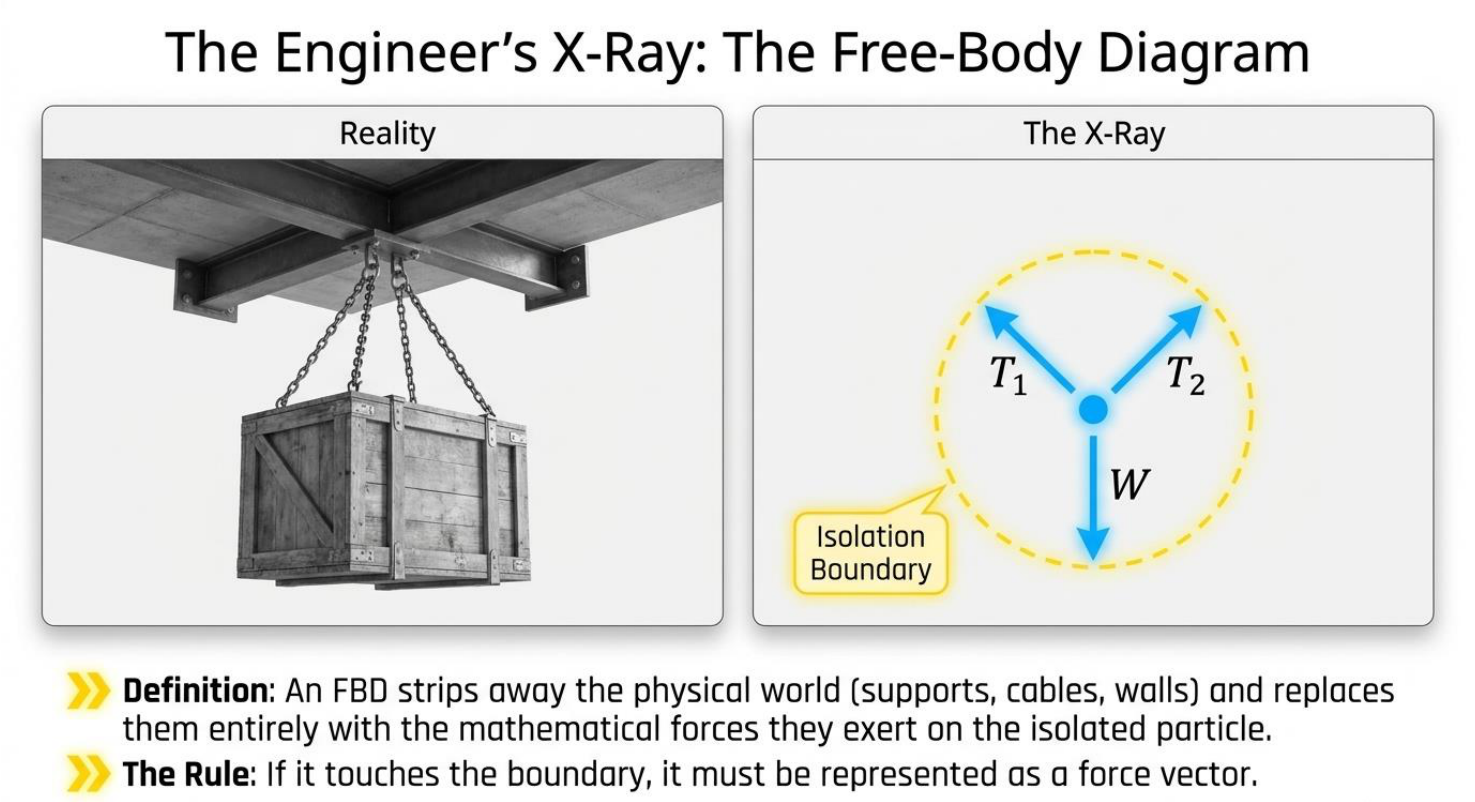 The Engineer’s X-Ray: The Free-Body Diagram
Reality
The X-Ray
T₁
T₂
W
Isolation
Boundary
Definition: An FBD strips away the physical world (supports, cables, walls) and replaces
them entirely with the mathematical forces they exert on the isolated particle.
The Rule: If it touches the boundary, it must be represented as a force vector.